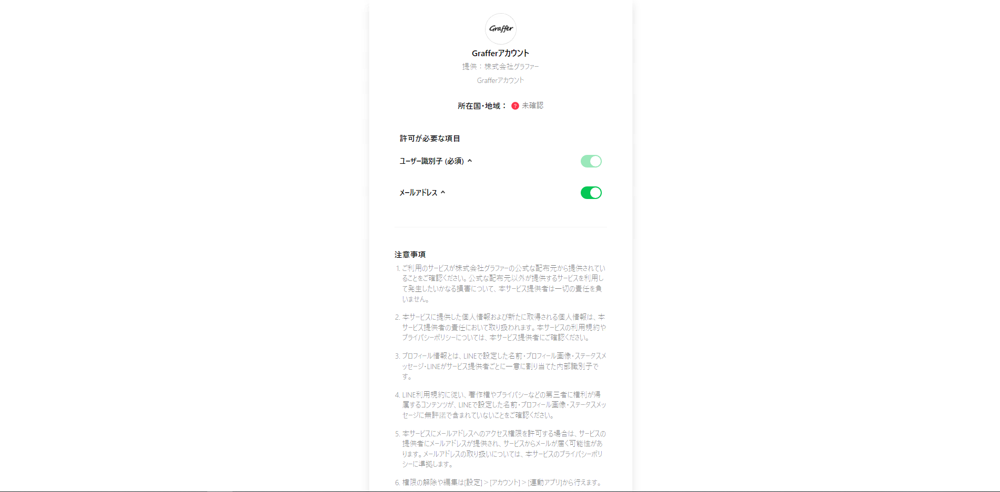 Graffer
Grafferアカウント
提供：株式会社グラファー
Grafferアカウント
所在国・地域： ? 未確認
許可が必要な項目
ユーザー識別子 (必須)
メールアドレス
注意事項
1. ご利用のサービスが株式会社グラファーの公式な配布元から提供されてい
ることをご確認ください。公式な配布元以外が提供するサービスを利用し
て発生したいかなる損害について、本サービス提供者は一切の責任を負
いません。
2. 本サービスに提供した個人情報および新たに取得される個人情報は、本
サービス提供者の責任において取り扱われます。本サービスの利用規約や
プライバシーポリシーについては、本サービス提供者にご確認ください。
3. プロフィール情報とは、LINEで設定した名前・プロフィール画像・ステータスメ
ッセージ・LINEがサービス提供者ごとに一意に割り当てた内部識別子で
す。
4. LINE利用規約に従い、著作権やプライバシーなどの第三者に権利が帰
属するコンテンツが、LINEで設定した名前・プロフィール画像・ステータスメッ
セージに無許諾で含まれていないことをご確認ください。
5. 本サービスにメールアドレスへのアクセス権限を許可する場合は、サービスの
提供者にメールアドレスが提供され、サービスからメールが届く可能性があ
ります。メールアドレスの取り扱いについては、本サービスのプライバシーポリ
シーに準拠します。
6. 権限の解除や編集は[設定]＞[アカウント]＞[連動アプリ]から行えます。